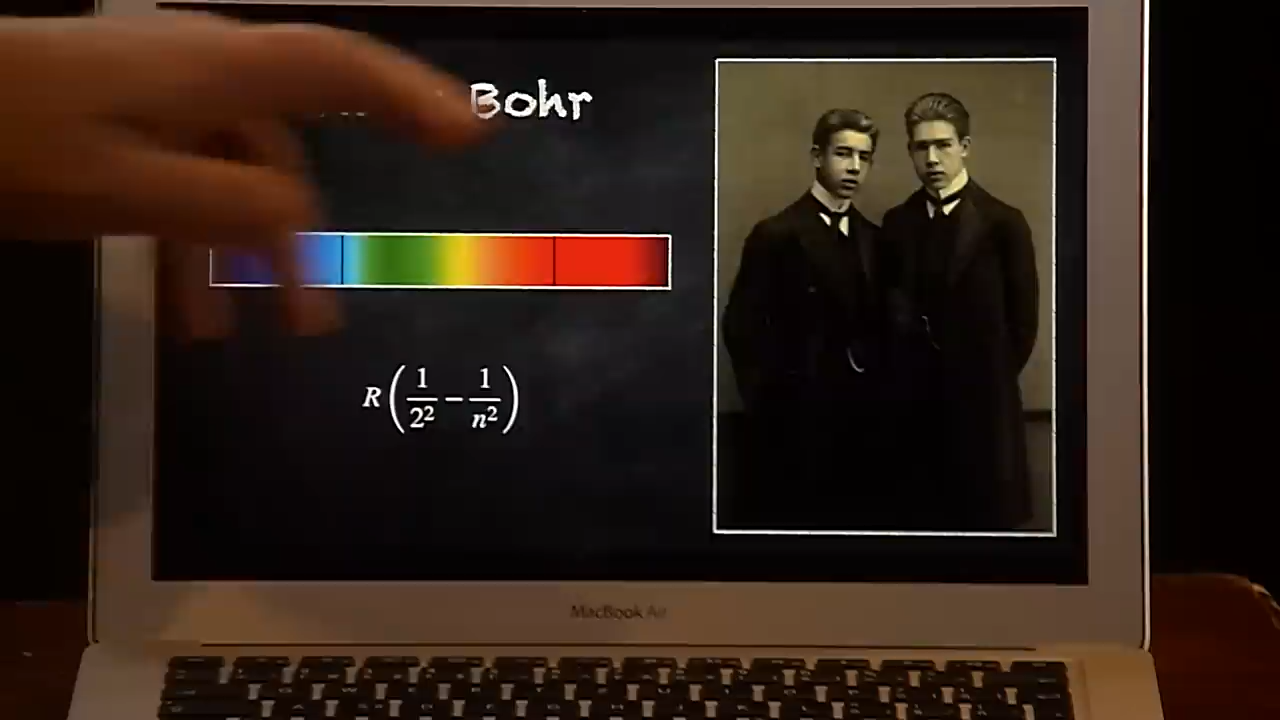 Bohr
R(1/2² − 1/n²)
MacBook Air